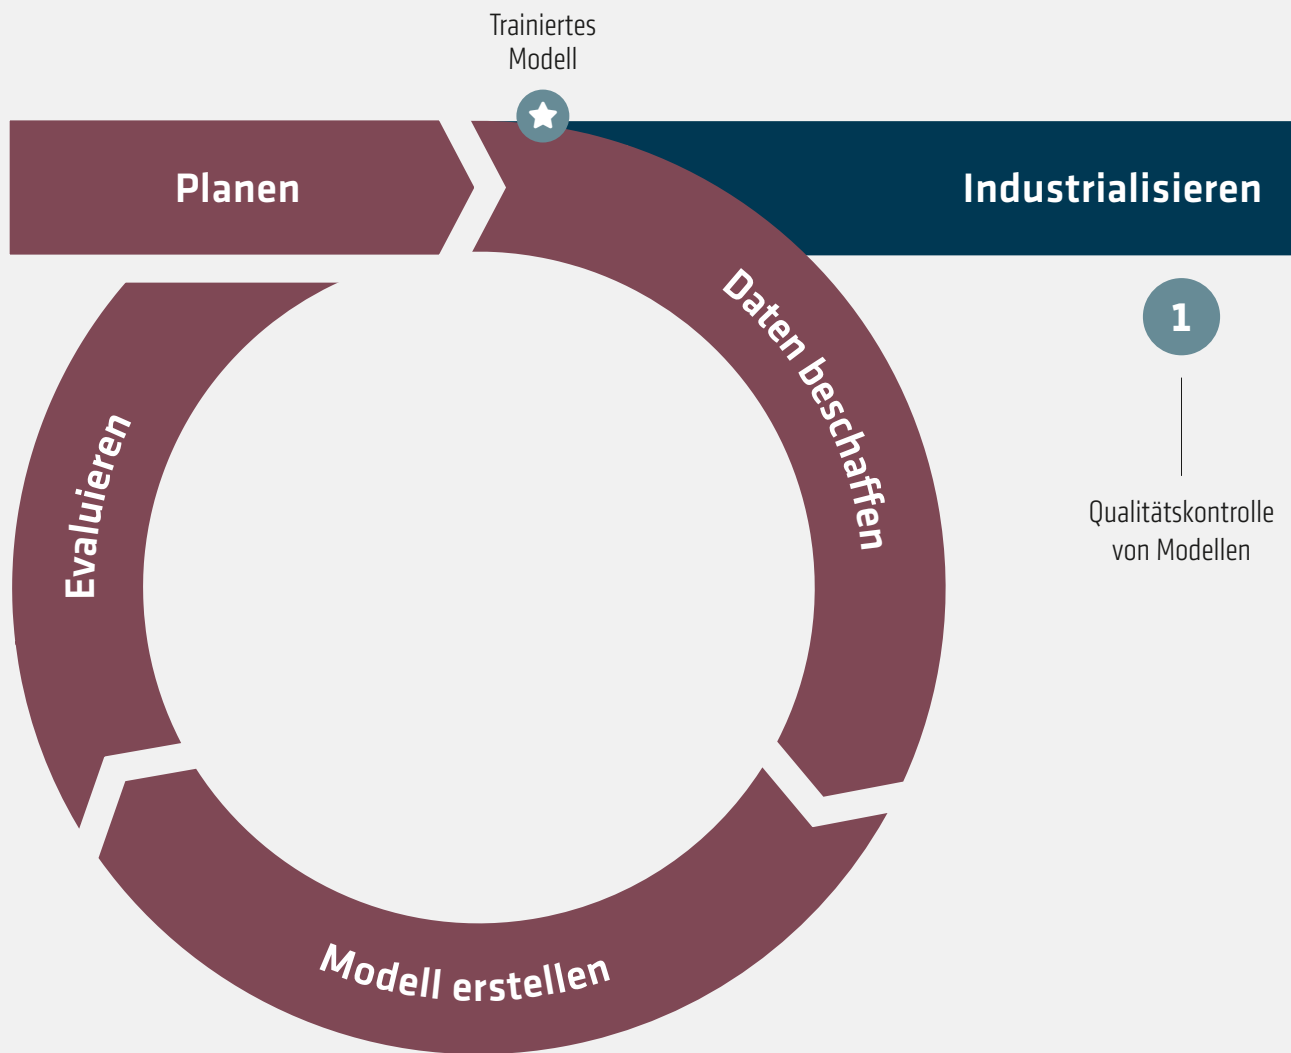 Trainiertes
Modell
Planen
Industrialisieren
Daten beschaffen
1
Evaluieren
Qualitätskontrolle
von Modellen
Modell erstellen